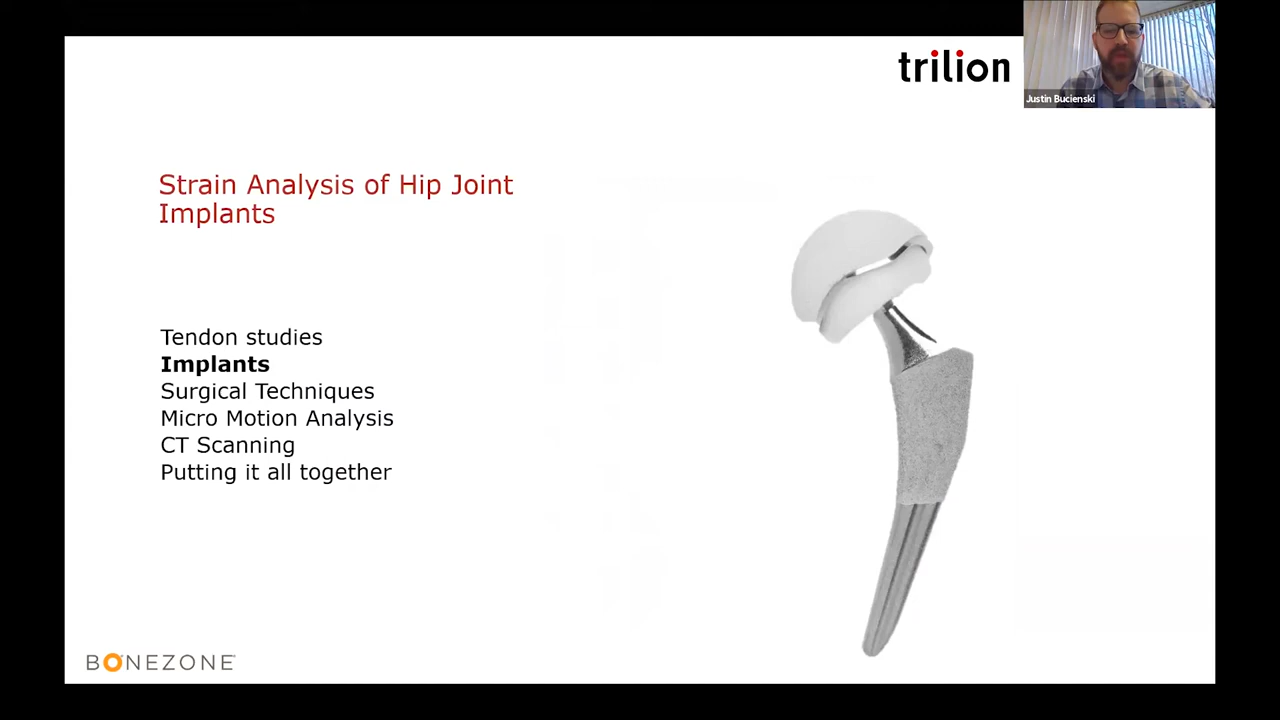 trilion
Justin Bucienski
Strain Analysis of Hip Joint
Implants
Tendon studies
Implants
Surgical Techniques
Micro Motion Analysis
CT Scanning
Putting it all together
BONEZONE